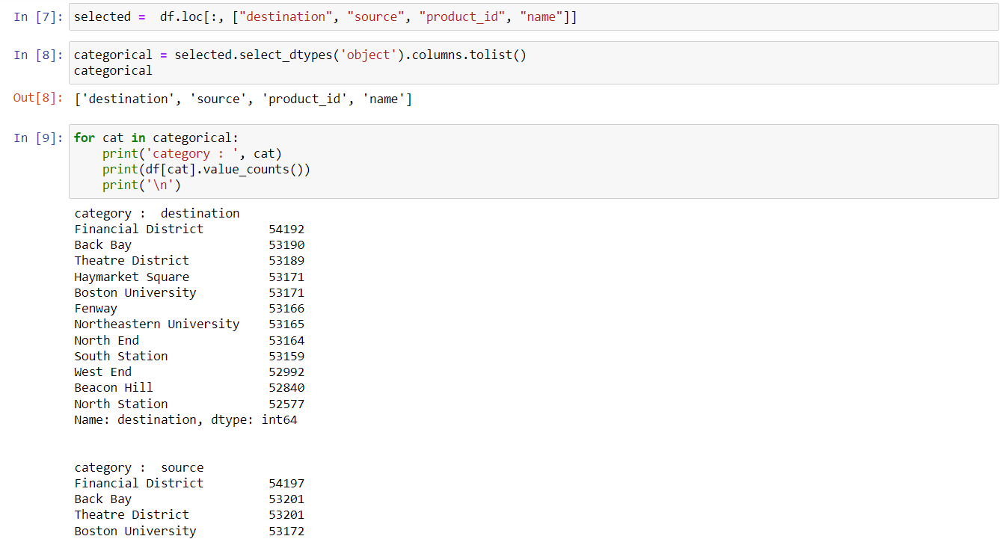 In [7]: selected =  df.loc[:, ["destination", "source", "product_id", "name"]]
In [8]: categorical = selected.select_dtypes('object').columns.tolist()
categorical
Out[8]: ['destination', 'source', 'product_id', 'name']
In [9]: for cat in categorical:
    print('category : ', cat)
    print(df[cat].value_counts())
    print('\n')
category :  destination
Financial District         54192
Back Bay                   53190
Theatre District           53189
Haymarket Square           53171
Boston University          53171
Fenway                     53166
Northeastern University    53165
North End                  53164
South Station              53159
West End                   52992
Beacon Hill                52840
North Station              52577
Name: destination, dtype: int64
category :  source
Financial District         54197
Back Bay                   53201
Theatre District           53201
Boston University          53172